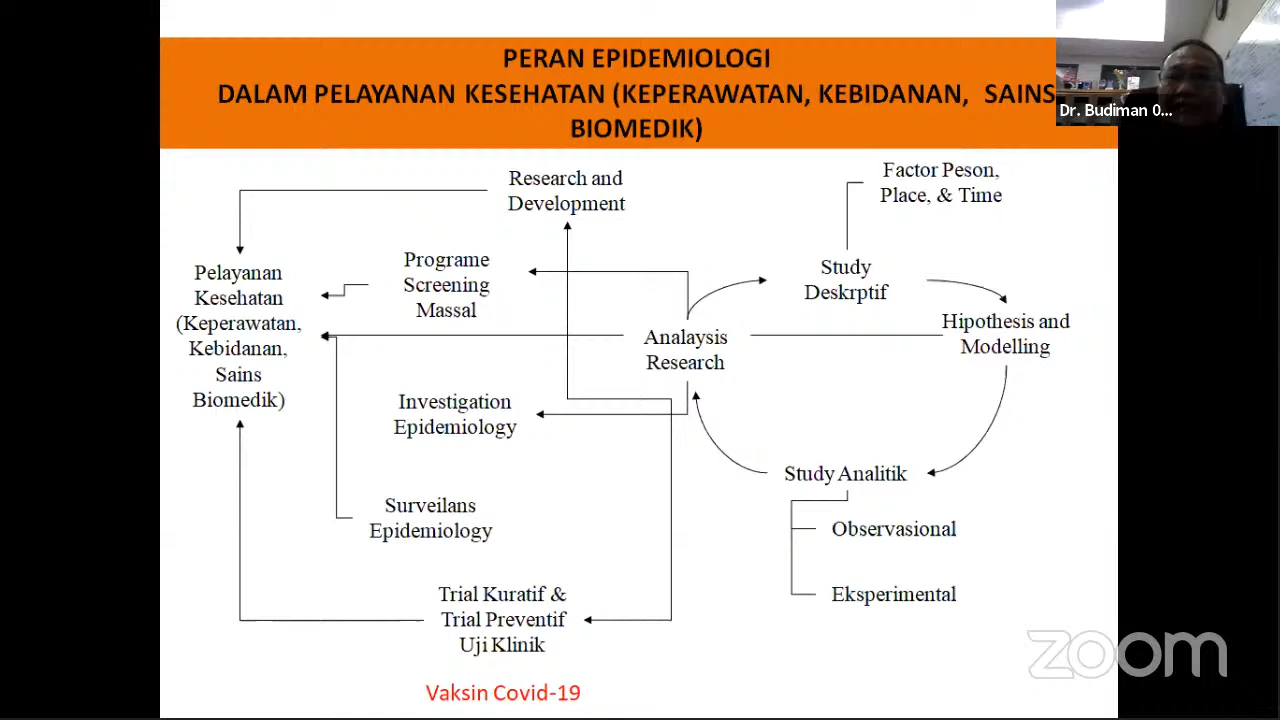 PERAN EPIDEMIOLOGI
DALAM PELAYANAN KESEHATAN (KEPERAWATAN, KEBIDANAN, SAINS
BIOMEDIK)
Dr. Budiman 0...
Research and
Development
Factor Peson,
Place, & Time
Programe
Screening
Massal
Study
Deskrptif
Pelayanan
Kesehatan
(Keperawatan,
Kebidanan,
Sains
Biomedik)
Analaysis
Research
Hipothesis and
Modelling
Investigation
Epidemiology
Study Analitik
Surveilans
Epidemiology
Observasional
Eksperimental
Trial Kuratif &
Trial Preventif
Uji Klinik
Vaksin Covid-19
zoom